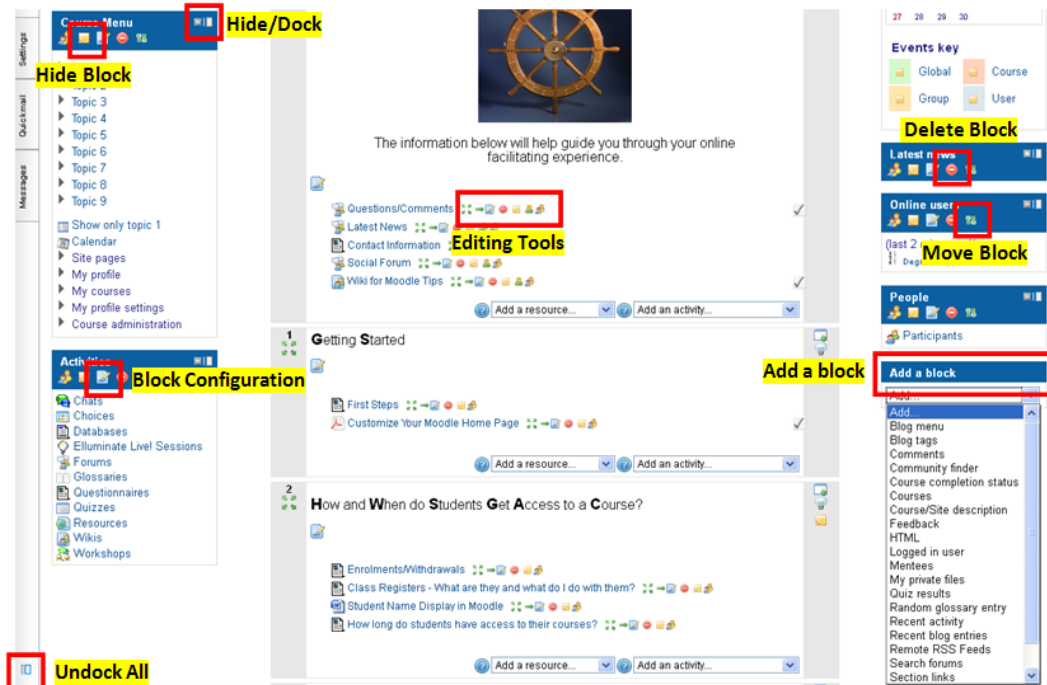 Settings
Quickmail
Messages
Undock All
Course Menu
Hide/Dock
Hide Block
Topic 2
Topic 3
Topic 4
Topic 5
Topic 6
Topic 7
Topic 8
Topic 9
Show only topic 1
Calendar
Site pages
My profile
My courses
My profile settings
Course administration
Activities
Block Configuration
Chats
Choices
Databases
Elluminate Live! Sessions
Forums
Glossaries
Questionnaires
Quizzes
Resources
Wikis
Workshops
The information below will help guide you through your online
facilitating experience.
Questions/Comments
Latest News
Editing Tools
Contact Information
Social Forum
Wiki for Moodle Tips
Add a resource... Add an activity...
1
Getting Started
First Steps
Customize Your Moodle Home Page
Add a resource... Add an activity...
2
How and When do Students Get Access to a Course?
Enrolments/Withdrawals
Class Registers - What are they and what do I do with them?
Student Name Display in Moodle
How long do students have access to their courses?
Add a resource... Add an activity...
27 28 29 30
Events key
Global Course
Group User
Delete Block
Latest news
Online users
(last 2
Move Block
People
Participants
Add a block
Add a block
Add...
Add...
Blog menu
Blog tags
Comments
Community finder
Course completion status
Courses
Course/Site description
Feedback
HTML
Logged in user
Mentees
My private files
Quiz results
Random glossary entry
Recent activity
Recent blog entries
Remote RSS Feeds
Search forums
Section links